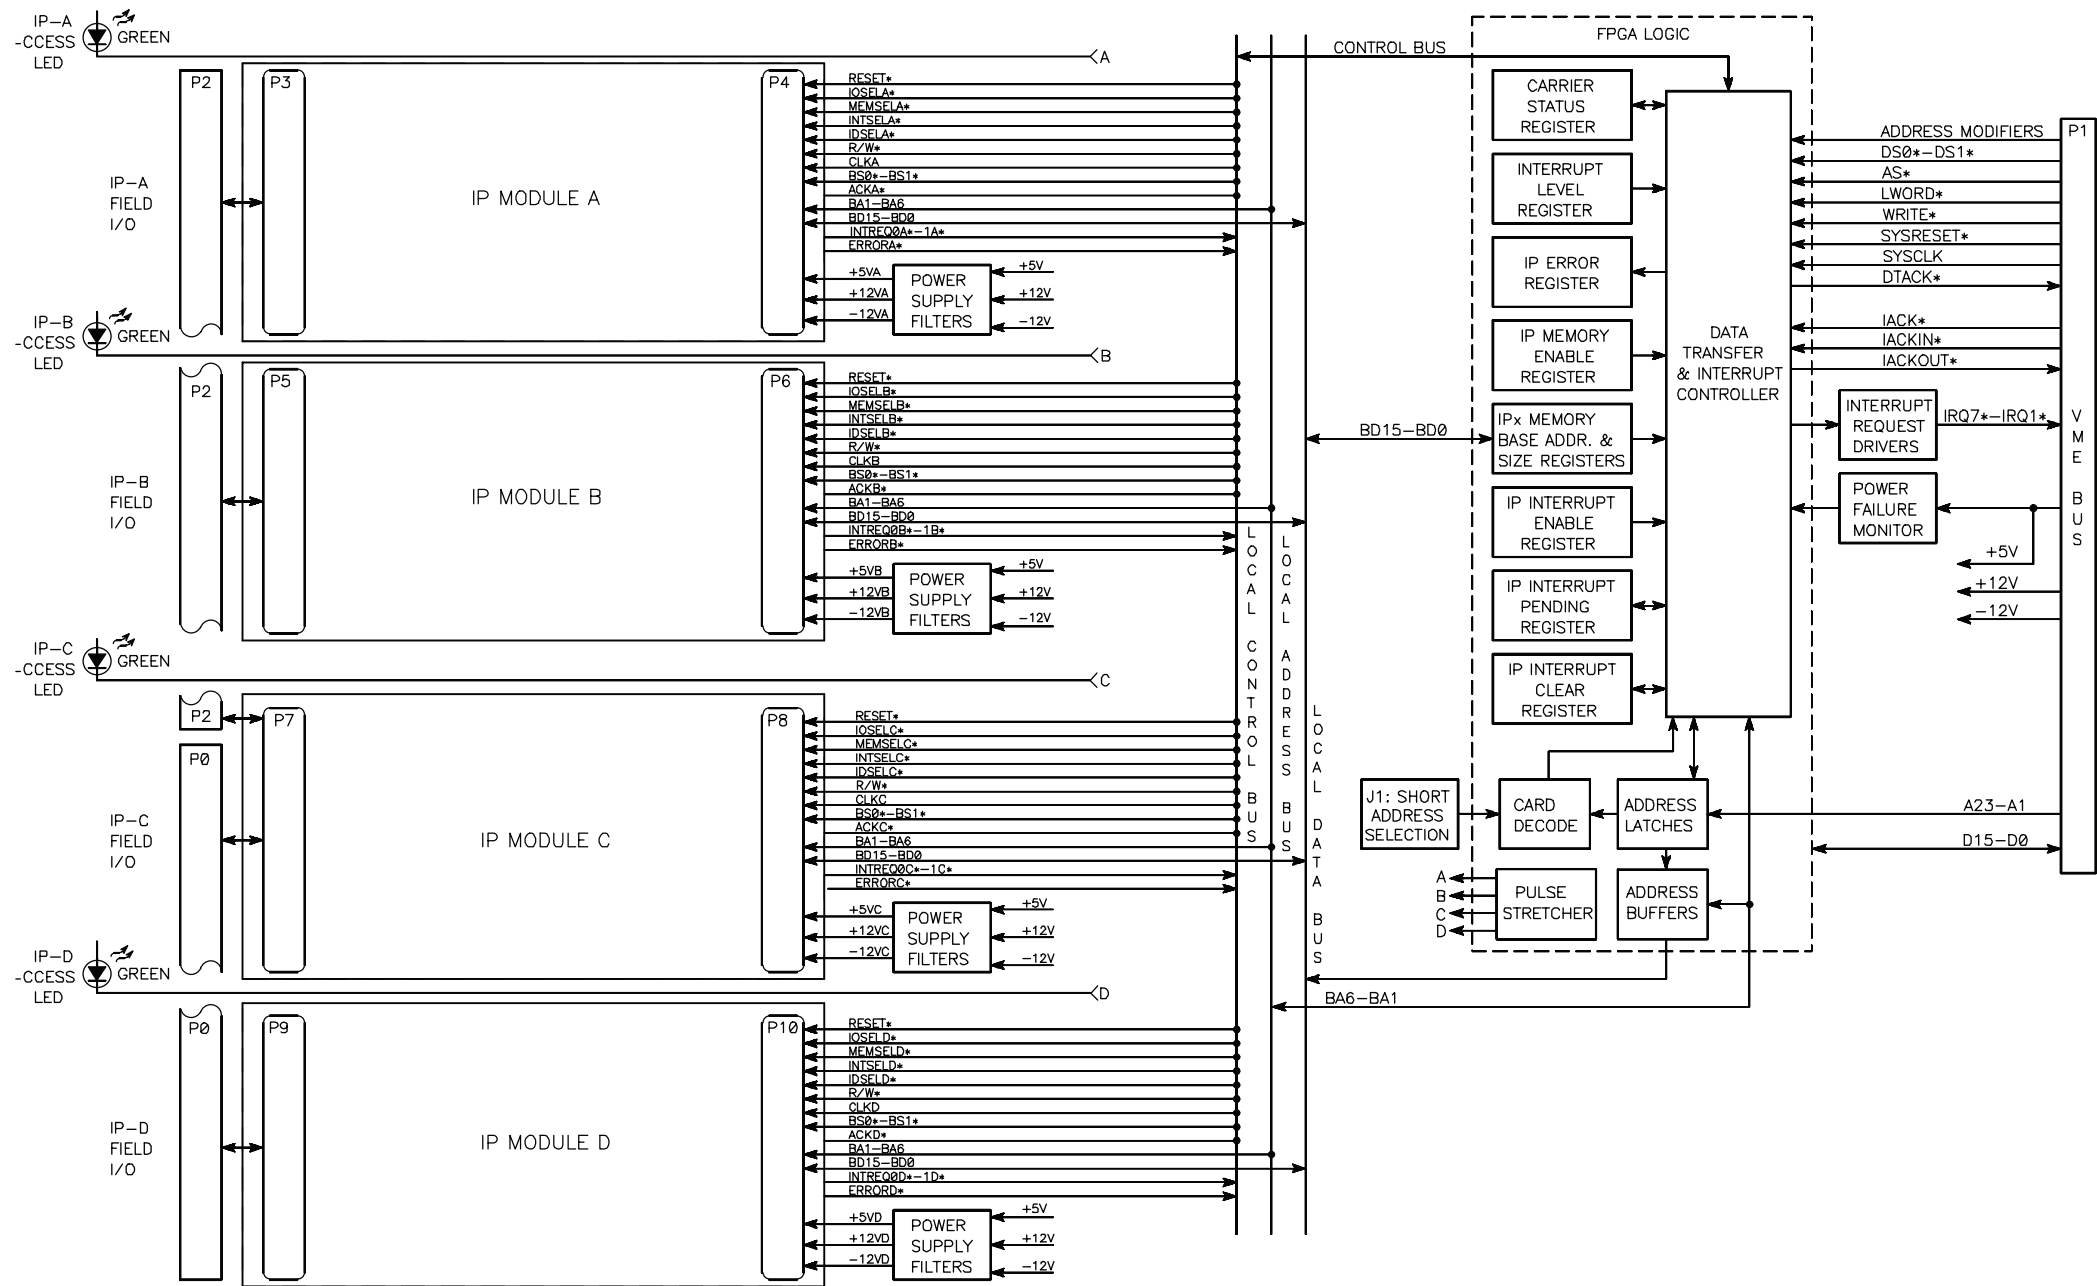 IP-A
-CCESS
LED
GREEN
A
P2
P3
P4
IP-A
FIELD
I/O
IP MODULE A
RESET*
IOSELA*
MEMSELA*
INTSELA*
IDSELA*
R/W*
CLKA
BS0*-BS1*
ACKA*
BA1-BA6
BD15-BD0
INTREQ0A*-1A*
ERRORA*
+5VA
+12VA
-12VA
POWER
SUPPLY
FILTERS
+5V
+12V
-12V
IP-B
-CCESS
LED
GREEN
B
P2
P5
P6
IP-B
FIELD
I/O
IP MODULE B
RESET*
IOSELB*
MEMSELB*
INTSELB*
IDSELB*
R/W*
CLKB
BS0*-BS1*
ACKB*
BA1-BA6
BD15-BD0
INTREQ0B*-1B*
ERRORB*
+5VB
+12VB
-12VB
POWER
SUPPLY
FILTERS
+5V
+12V
-12V
IP-C
-CCESS
LED
GREEN
C
P2
P0
P7
P8
IP-C
FIELD
I/O
IP MODULE C
RESET*
IOSELC*
MEMSELC*
INTSELC*
IDSELC*
R/W*
CLKC
BS0*-BS1*
ACKC*
BA1-BA6
BD15-BD0
INTREQ0C*-1C*
ERRORC*
+5VC
+12VC
-12VC
POWER
SUPPLY
FILTERS
+5V
+12V
-12V
IP-D
-CCESS
LED
GREEN
D
P0
P9
P10
IP-D
FIELD
I/O
IP MODULE D
RESET*
IOSELD*
MEMSELD*
INTSELD*
IDSELD*
R/W*
CLKD
BS0*-BS1*
ACKD*
BA1-BA6
BD15-BD0
INTREQ0D*-1D*
ERRORD*
+5VD
+12VD
-12VD
POWER
SUPPLY
FILTERS
+5V
+12V
-12V
LOCAL CONTROL BUS
LOCAL ADDRESS BUS
LOCAL DATA BUS
CONTROL BUS
BD15-BD0
BA6-BA1
FPGA LOGIC
CARRIER
STATUS
REGISTER
INTERRUPT
LEVEL
REGISTER
IP ERROR
REGISTER
IP MEMORY
ENABLE
REGISTER
IPx MEMORY
BASE ADDR. &
SIZE REGISTERS
IP INTERRUPT
ENABLE
REGISTER
IP INTERRUPT
PENDING
REGISTER
IP INTERRUPT
CLEAR
REGISTER
DATA
TRANSFER
& INTERRUPT
CONTROLLER
J1: SHORT
ADDRESS
SELECTION
CARD
DECODE
ADDRESS
LATCHES
A
B
C
D
PULSE
STRETCHER
ADDRESS
BUFFERS
ADDRESS MODIFIERS
DS0*-DS1*
AS*
LWORD*
WRITE*
SYSRESET*
SYSCLK
DTACK*
IACK*
IACKIN*
IACKOUT*
INTERRUPT
REQUEST
DRIVERS
IRQ7*-IRQ1*
POWER
FAILURE
MONITOR
+5V
+12V
-12V
A23-A1
D15-D0
P1
VME BUS